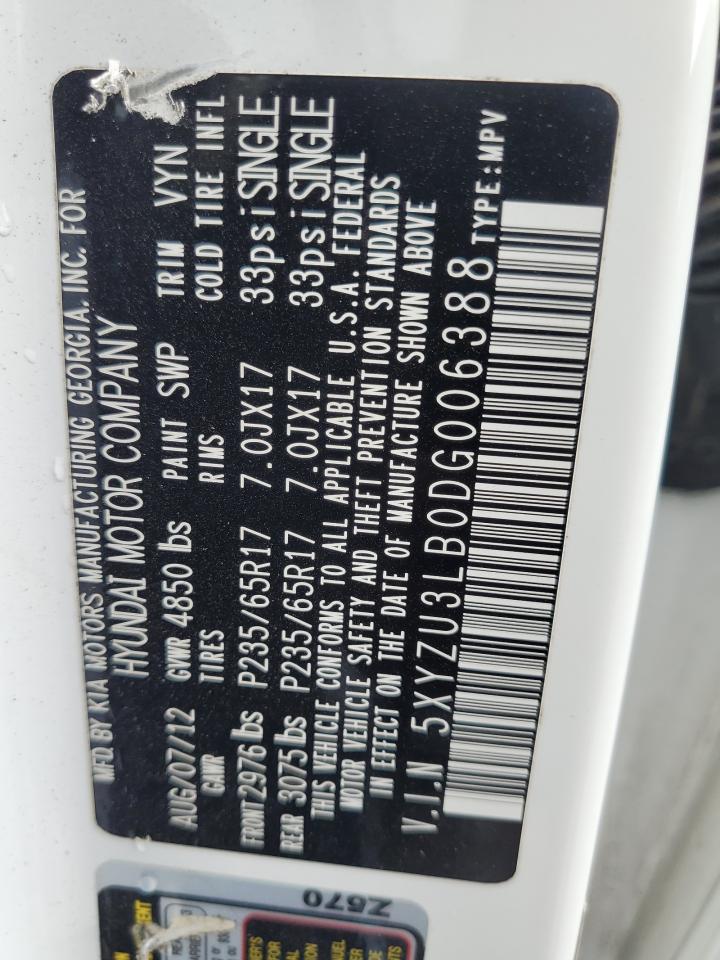 MFD BY KIA MOTORS MANUFACTURING GEORGIA, INC. FOR
HYUNDAI MOTOR COMPANY
AUG/07/12 GVWR 4850 lbs PAINT SWP TRIM VYN
GAWR TIRES RIMS COLD TIRE INFL
FRONT 2976 lbs P235/65R17 7.0JX17 33psi SINGLE
REAR 3075 lbs P235/65R17 7.0JX17 33psi SINGLE
THIS VEHICLE CONFORMS TO ALL APPLICABLE U.S.A. FEDERAL
MOTOR VEHICLE SAFETY AND THEFT PREVENTION STANDARDS
IN EFFECT ON THE DATE OF MANUFACTURE SHOWN ABOVE
V.I.N 5XYZU3LB0DG006388 TYPE:MPV
Z570